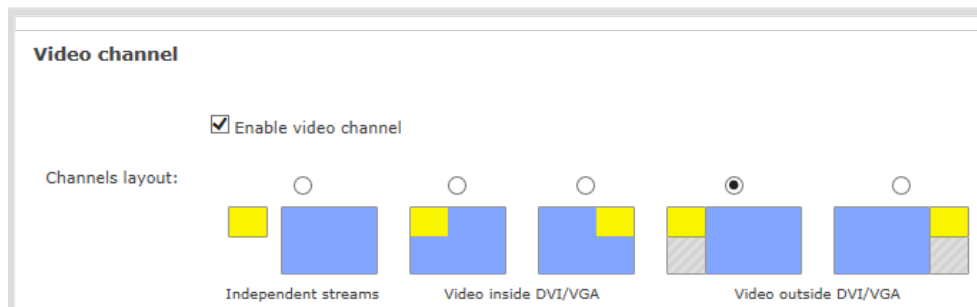 Video channel
Enable video channel
Channels layout:
Independent streams Video inside DVI/VGA Video outside DVI/VGA